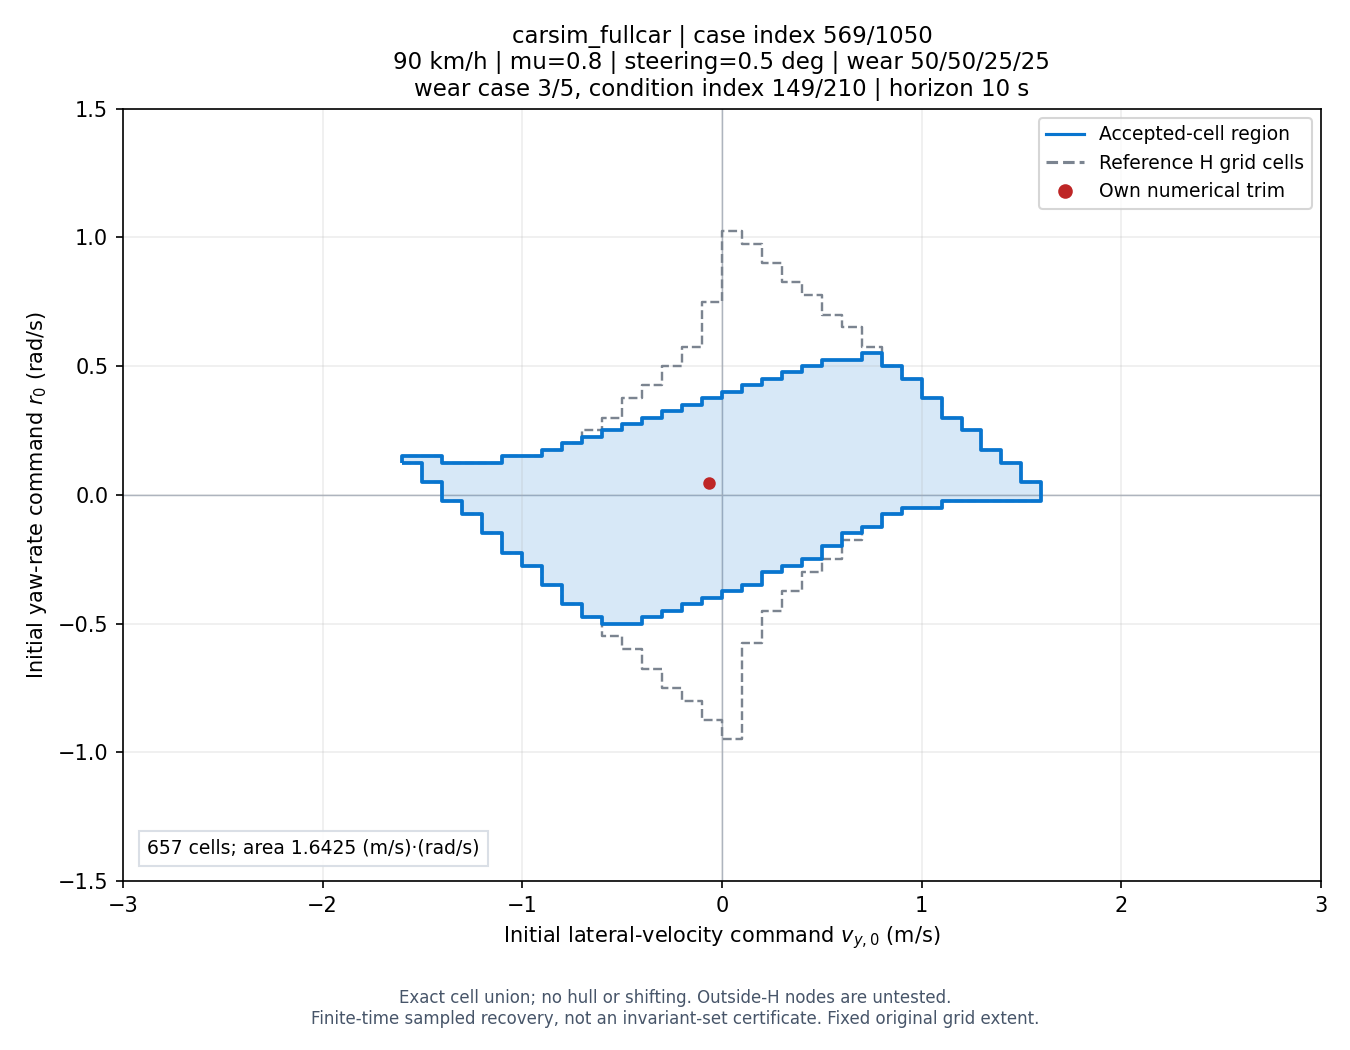 carsim_fullcar | case index 569/1050
90 km/h | mu=0.8 | steering=0.5 deg | wear 50/50/25/25
wear case 3/5, condition index 149/210 | horizon 10 s
Accepted-cell region
Reference H grid cells
Own numerical trim
1.5
1.0
0.5
0.0
−0.5
−1.0
−1.5
Initial yaw-rate command r0 (rad/s)
657 cells; area 1.6425 (m/s)·(rad/s)
−3
−2
−1
0
1
2
3
Initial lateral-velocity command vy,0 (m/s)
Exact cell union; no hull or shifting. Outside-H nodes are untested.
Finite-time sampled recovery, not an invariant-set certificate. Fixed original grid extent.